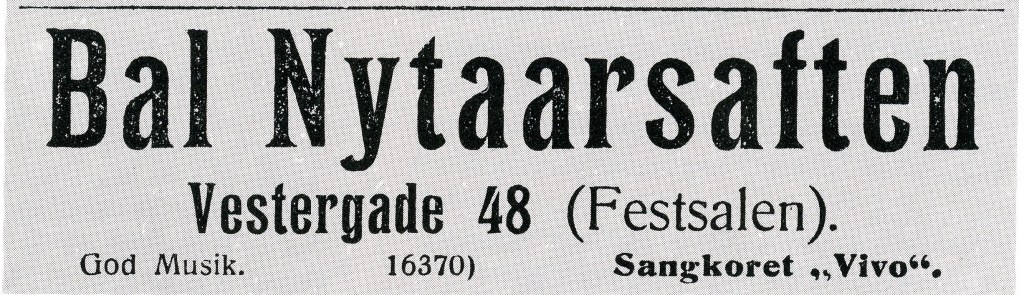 Bal Nytaarsaften
Vestergade 48 (Festsalen).
God Musik. 16370) Sangkoret „Vivo“.